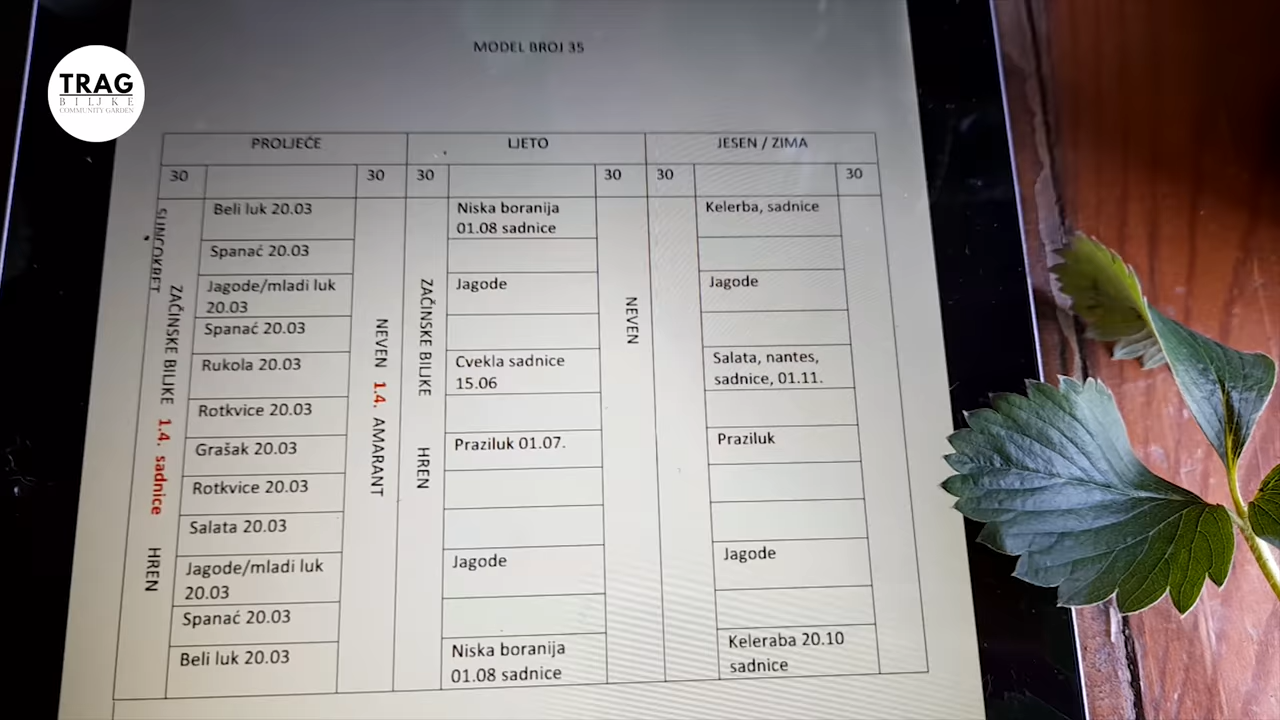 TRAG
BILJKE
COMMUNITY GARDEN
MODEL BROJ 35
PROLJEĆE
LJETO
JESEN / ZIMA
30
30
30
30
30
30
SUNCOKRET
ZAČINSKE BILJKE 1.4. sadnice HREN
Beli luk 20.03
Spanać 20.03
Jagode/mladi luk
20.03
Spanać 20.03
Rukola 20.03
Rotkvice 20.03
Grašak 20.03
Rotkvice 20.03
Salata 20.03
Jagode/mladi luk
20.03
Spanać 20.03
Beli luk 20.03
NEVEN 1.4. AMARANT
ZAČINSKE BILJKE HREN
Niska boranija
01.08 sadnice
Jagode
Cvekla sadnice
15.06
Praziluk 01.07.
Jagode
Niska boranija
01.08 sadnice
NEVEN
Kelerba, sadnice
Jagode
Salata, nantes,
sadnice, 01.11.
Praziluk
Jagode
Keleraba 20.10
sadnice